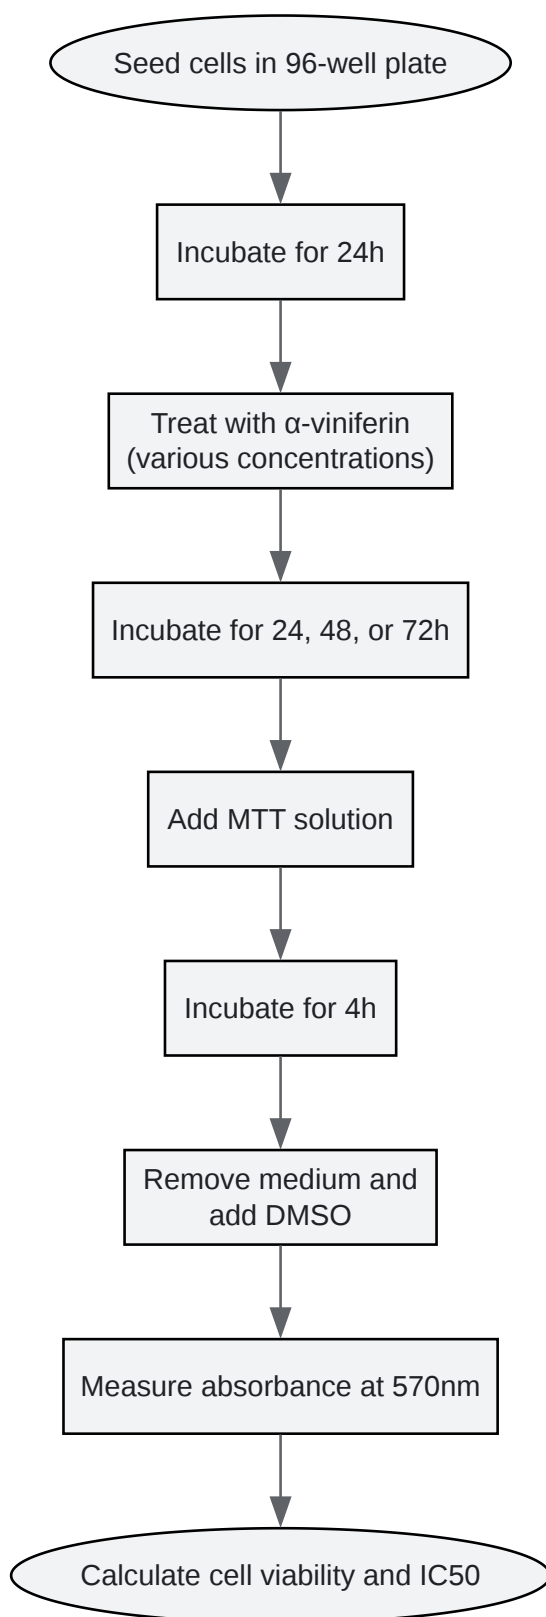 Seed cells in 96-well plate
Incubate for 24h
Treat with α-viniferin
(various concentrations)
Incubate for 24, 48, or 72h
Add MTT solution
Incubate for 4h
Remove medium and
add DMSO
Measure absorbance at 570nm
Calculate cell viability and IC50